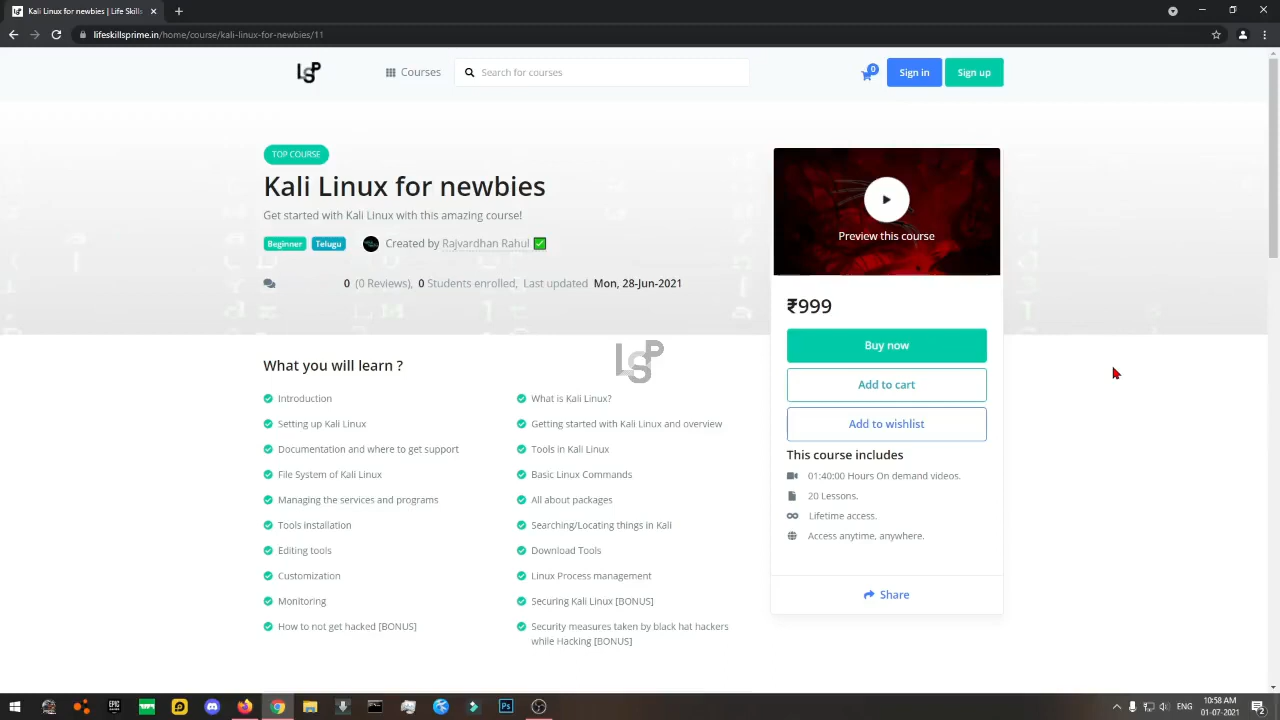 Kali Linux for newbies | Life Skills
lifeskillsprime.in/home/course/kali-linux-for-newbies/11
LSP
Courses
Search for courses
0
Sign in
Sign up
TOP COURSE
Kali Linux for newbies
Get started with Kali Linux with this amazing course!
Beginner Telugu Created by Rajvardhan Rahul
0 (0 Reviews), 0 Students enrolled, Last updated Mon, 28-Jun-2021
Preview this course
₹999
Buy now
Add to cart
Add to wishlist
This course includes
01:40:00 Hours On demand videos.
20 Lessons.
Lifetime access.
Access anytime, anywhere.
Share
LSP
What you will learn ?
Introduction
What is Kali Linux?
Setting up Kali Linux
Getting started with Kali Linux and overview
Documentation and where to get support
Tools in Kali Linux
File System of Kali Linux
Basic Linux Commands
Managing the services and programs
All about packages
Tools installation
Searching/Locating things in Kali
Editing tools
Download Tools
Customization
Linux Process management
Monitoring
Securing Kali Linux [BONUS]
How to not get hacked [BONUS]
Security measures taken by black hat hackers
while Hacking [BONUS]
ENG
10:58 AM
01-07-2021